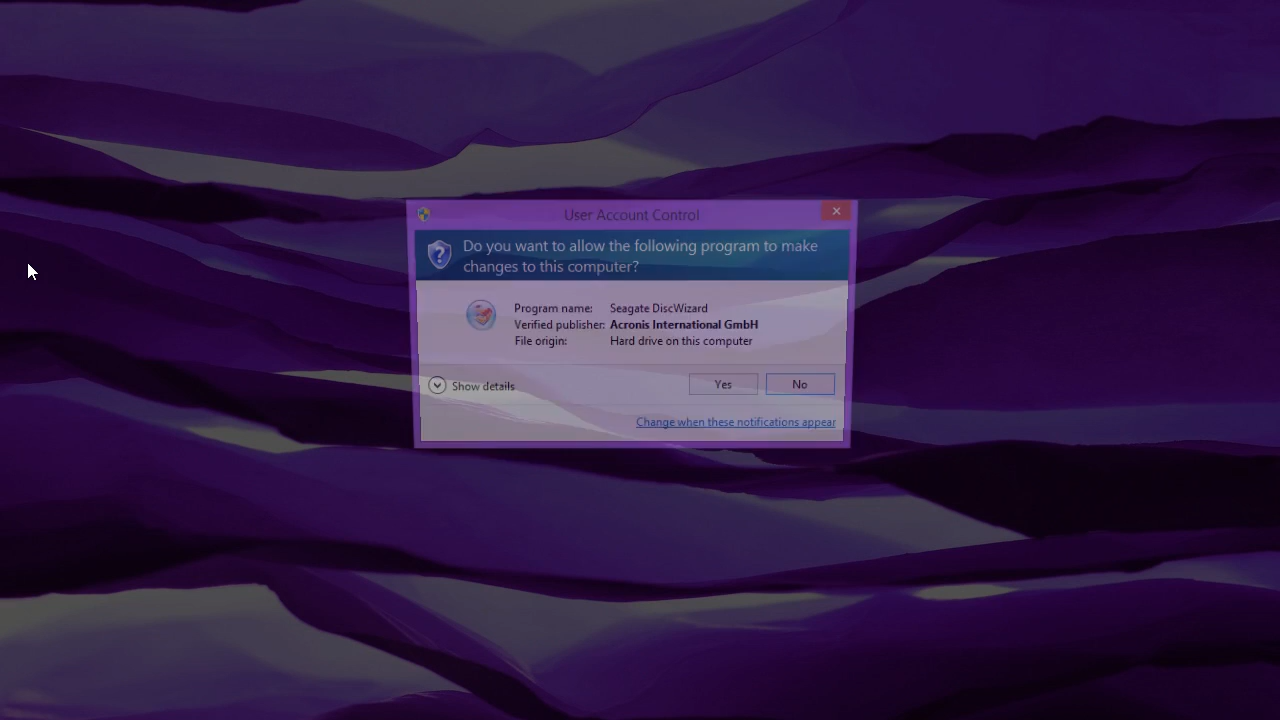 User Account Control
Do you want to allow the following program to make
changes to this computer?
Program name: Seagate DiscWizard
Verified publisher: Acronis International GmbH
File origin: Hard drive on this computer
Show details
Yes
No
Change when these notifications appear